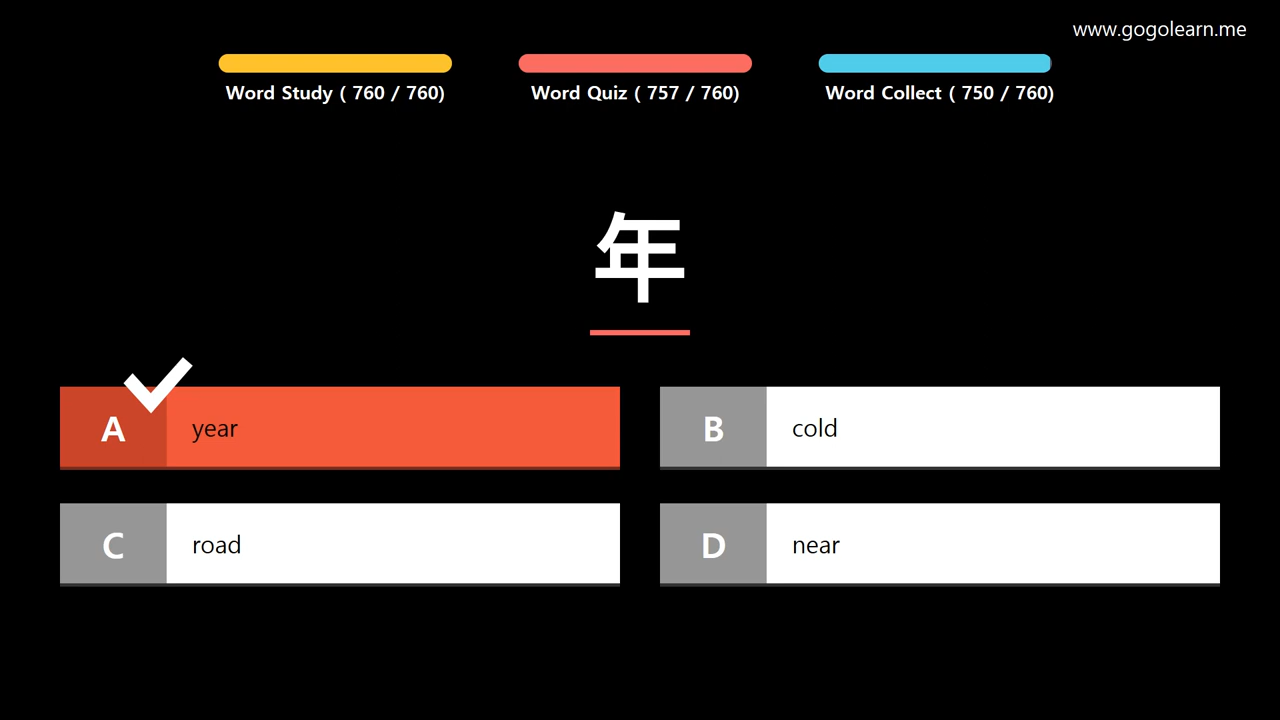 www.gogolearn.me
Word Study ( 760 / 760)
Word Quiz ( 757 / 760)
Word Collect ( 750 / 760)
年
A year
B cold
C road
D near